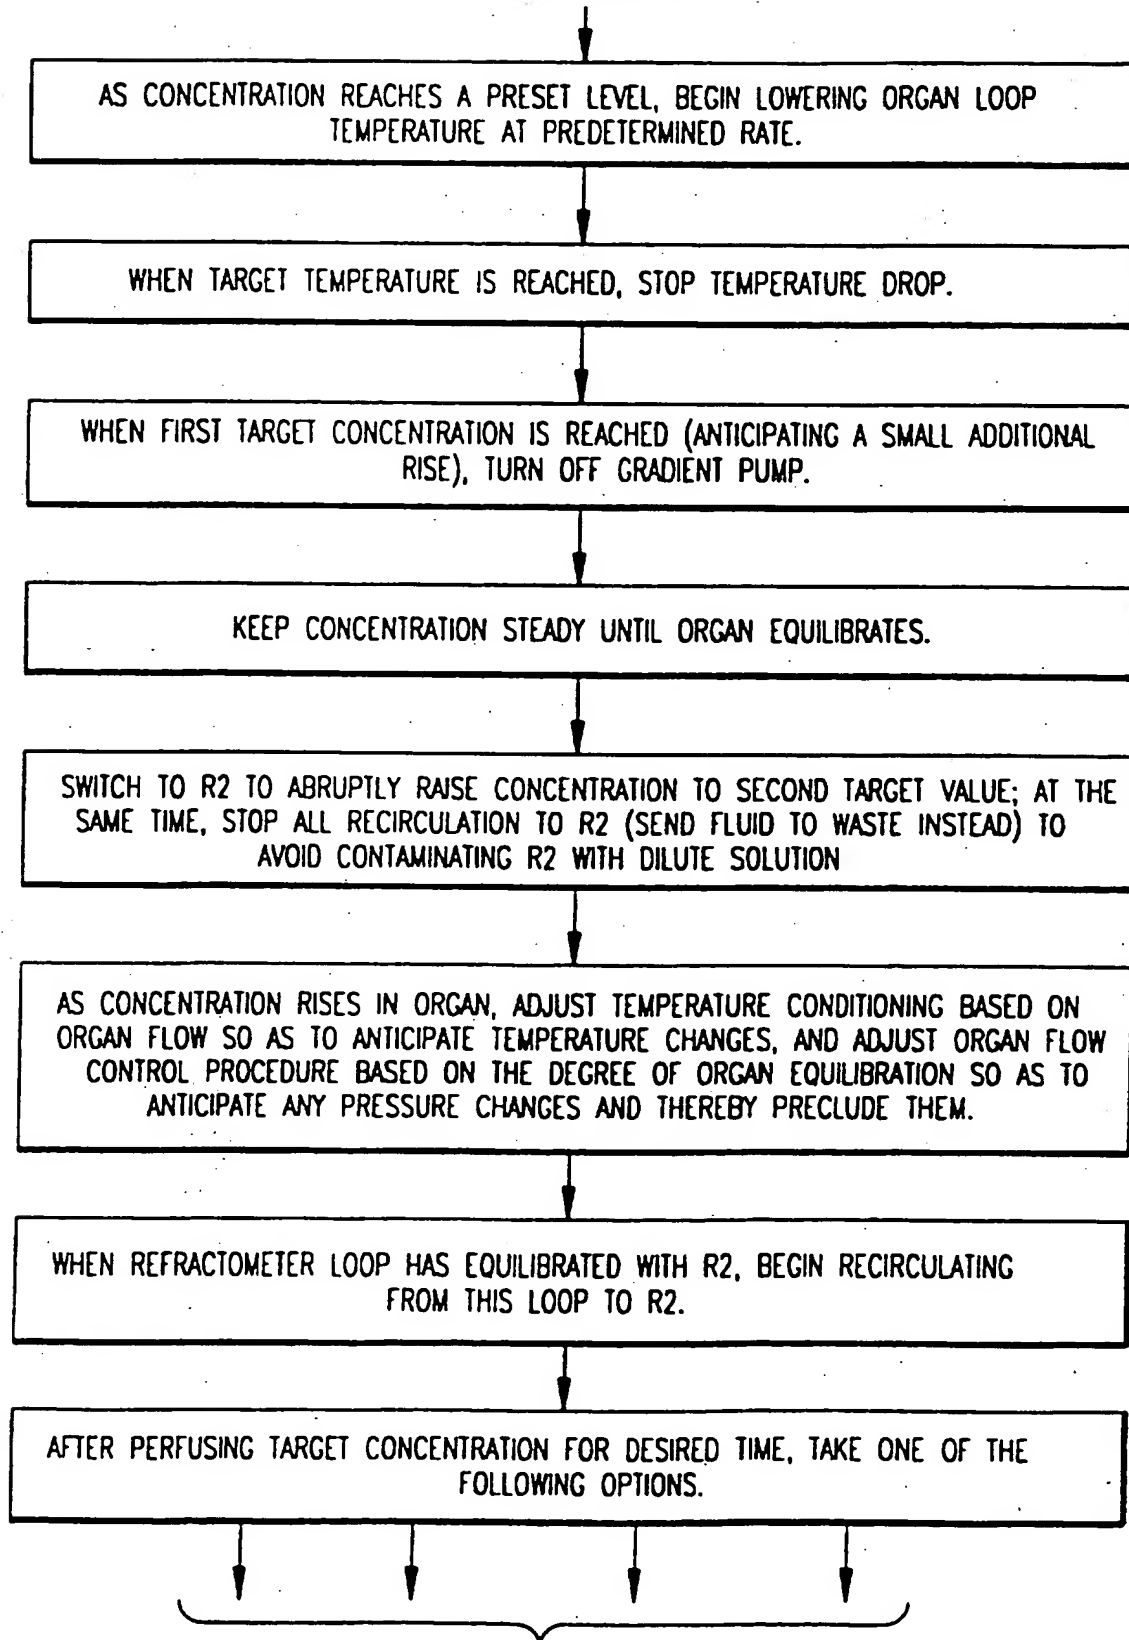 AS CONCENTRATION REACHES A PRESET LEVEL, BEGIN LOWERING ORGAN LOOP
TEMPERATURE AT PREDETERMINED RATE.
WHEN TARGET TEMPERATURE IS REACHED, STOP TEMPERATURE DROP.
WHEN FIRST TARGET CONCENTRATION IS REACHED (ANTICIPATING A SMALL ADDITIONAL
RISE), TURN OFF GRADIENT PUMP.
KEEP CONCENTRATION STEADY UNTIL ORGAN EQUILIBRATES.
SWITCH TO R2 TO ABRUPTLY RAISE CONCENTRATION TO SECOND TARGET VALUE; AT THE
SAME TIME, STOP ALL RECIRCULATION TO R2 (SEND FLUID TO WASTE INSTEAD) TO
AVOID CONTAMINATING R2 WITH DILUTE SOLUTION
AS CONCENTRATION RISES IN ORGAN, ADJUST TEMPERATURE CONDITIONING BASED ON
ORGAN FLOW SO AS TO ANTICIPATE TEMPERATURE CHANGES, AND ADJUST ORGAN FLOW
CONTROL PROCEDURE BASED ON THE DEGREE OF ORGAN EQUILIBRATION SO AS TO
ANTICIPATE ANY PRESSURE CHANGES AND THEREBY PRECLUDE THEM.
WHEN REFRACTOMETER LOOP HAS EQUILIBRATED WITH R2, BEGIN RECIRCULATING
FROM THIS LOOP TO R2.
AFTER PERFUSING TARGET CONCENTRATION FOR DESIRED TIME, TAKE ONE OF THE
FOLLOWING OPTIONS.